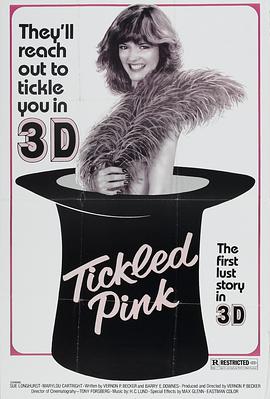 They'll
reach
out to
tickle
you in
3D
Tickled
Pink
The
first
lust
story
in
3D
R RESTRICTED
STARRING
SUE LONGHURST · MARYLOU CARTRIGHT · Written by VERNON P. BECKER and BARRY E. DOWNES · Produced and Directed by VERNON P. BECKER
Director of Cinematography – TONY FORSBERG · Music by H.C. LUND · Special Effects by MAX GLENN · EASTMAN COLOR